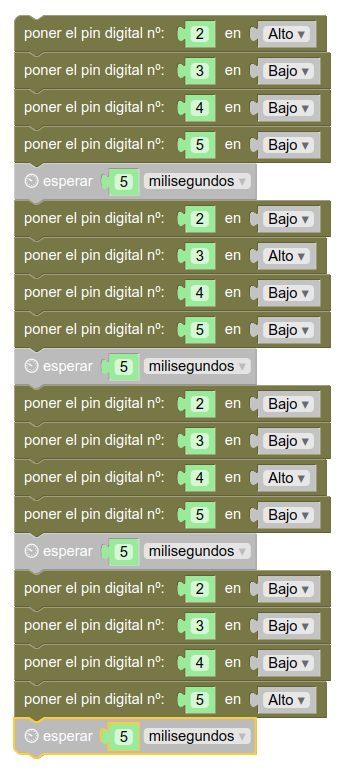 poner el pin digital nº: 2 en Alto
poner el pin digital nº: 3 en Bajo
poner el pin digital nº: 4 en Bajo
poner el pin digital nº: 5 en Bajo
esperar 5 milisegundos
poner el pin digital nº: 2 en Bajo
poner el pin digital nº: 3 en Alto
poner el pin digital nº: 4 en Bajo
poner el pin digital nº: 5 en Bajo
esperar 5 milisegundos
poner el pin digital nº: 2 en Bajo
poner el pin digital nº: 3 en Bajo
poner el pin digital nº: 4 en Alto
poner el pin digital nº: 5 en Bajo
esperar 5 milisegundos
poner el pin digital nº: 2 en Bajo
poner el pin digital nº: 3 en Bajo
poner el pin digital nº: 4 en Bajo
poner el pin digital nº: 5 en Alto
esperar 5 milisegundos